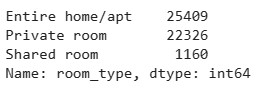 Entire home/apt    25409
Private room       22326
Shared room         1160
Name: room_type, dtype: int64